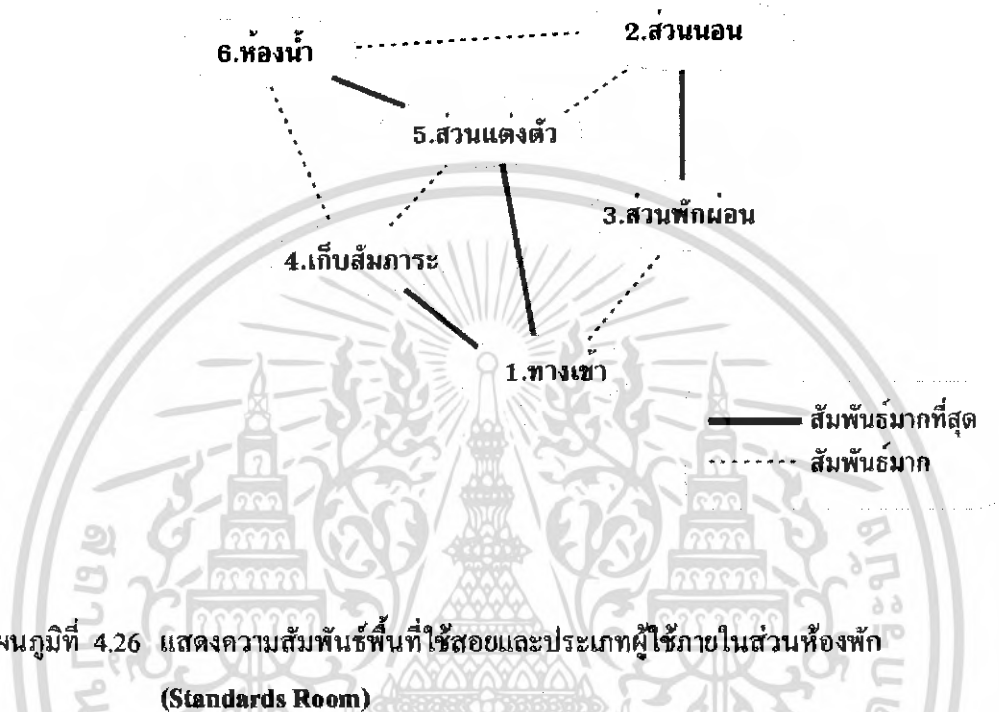 6.ห้องน้ำ
2.ส่วนนอน
5.ส่วนแต่งตัว
3.ส่วนพักผ่อน
4.เก็บสัมภาระ
1.ทางเข้า
สัมพันธ์มากที่สุด
สัมพันธ์มาก
ผนภูมิที่ 4.26 แสดงความสัมพันธ์พื้นที่ใช้สอยและประเภทผู้ใช้ภายในส่วนห้องพัก
(Standards Room)